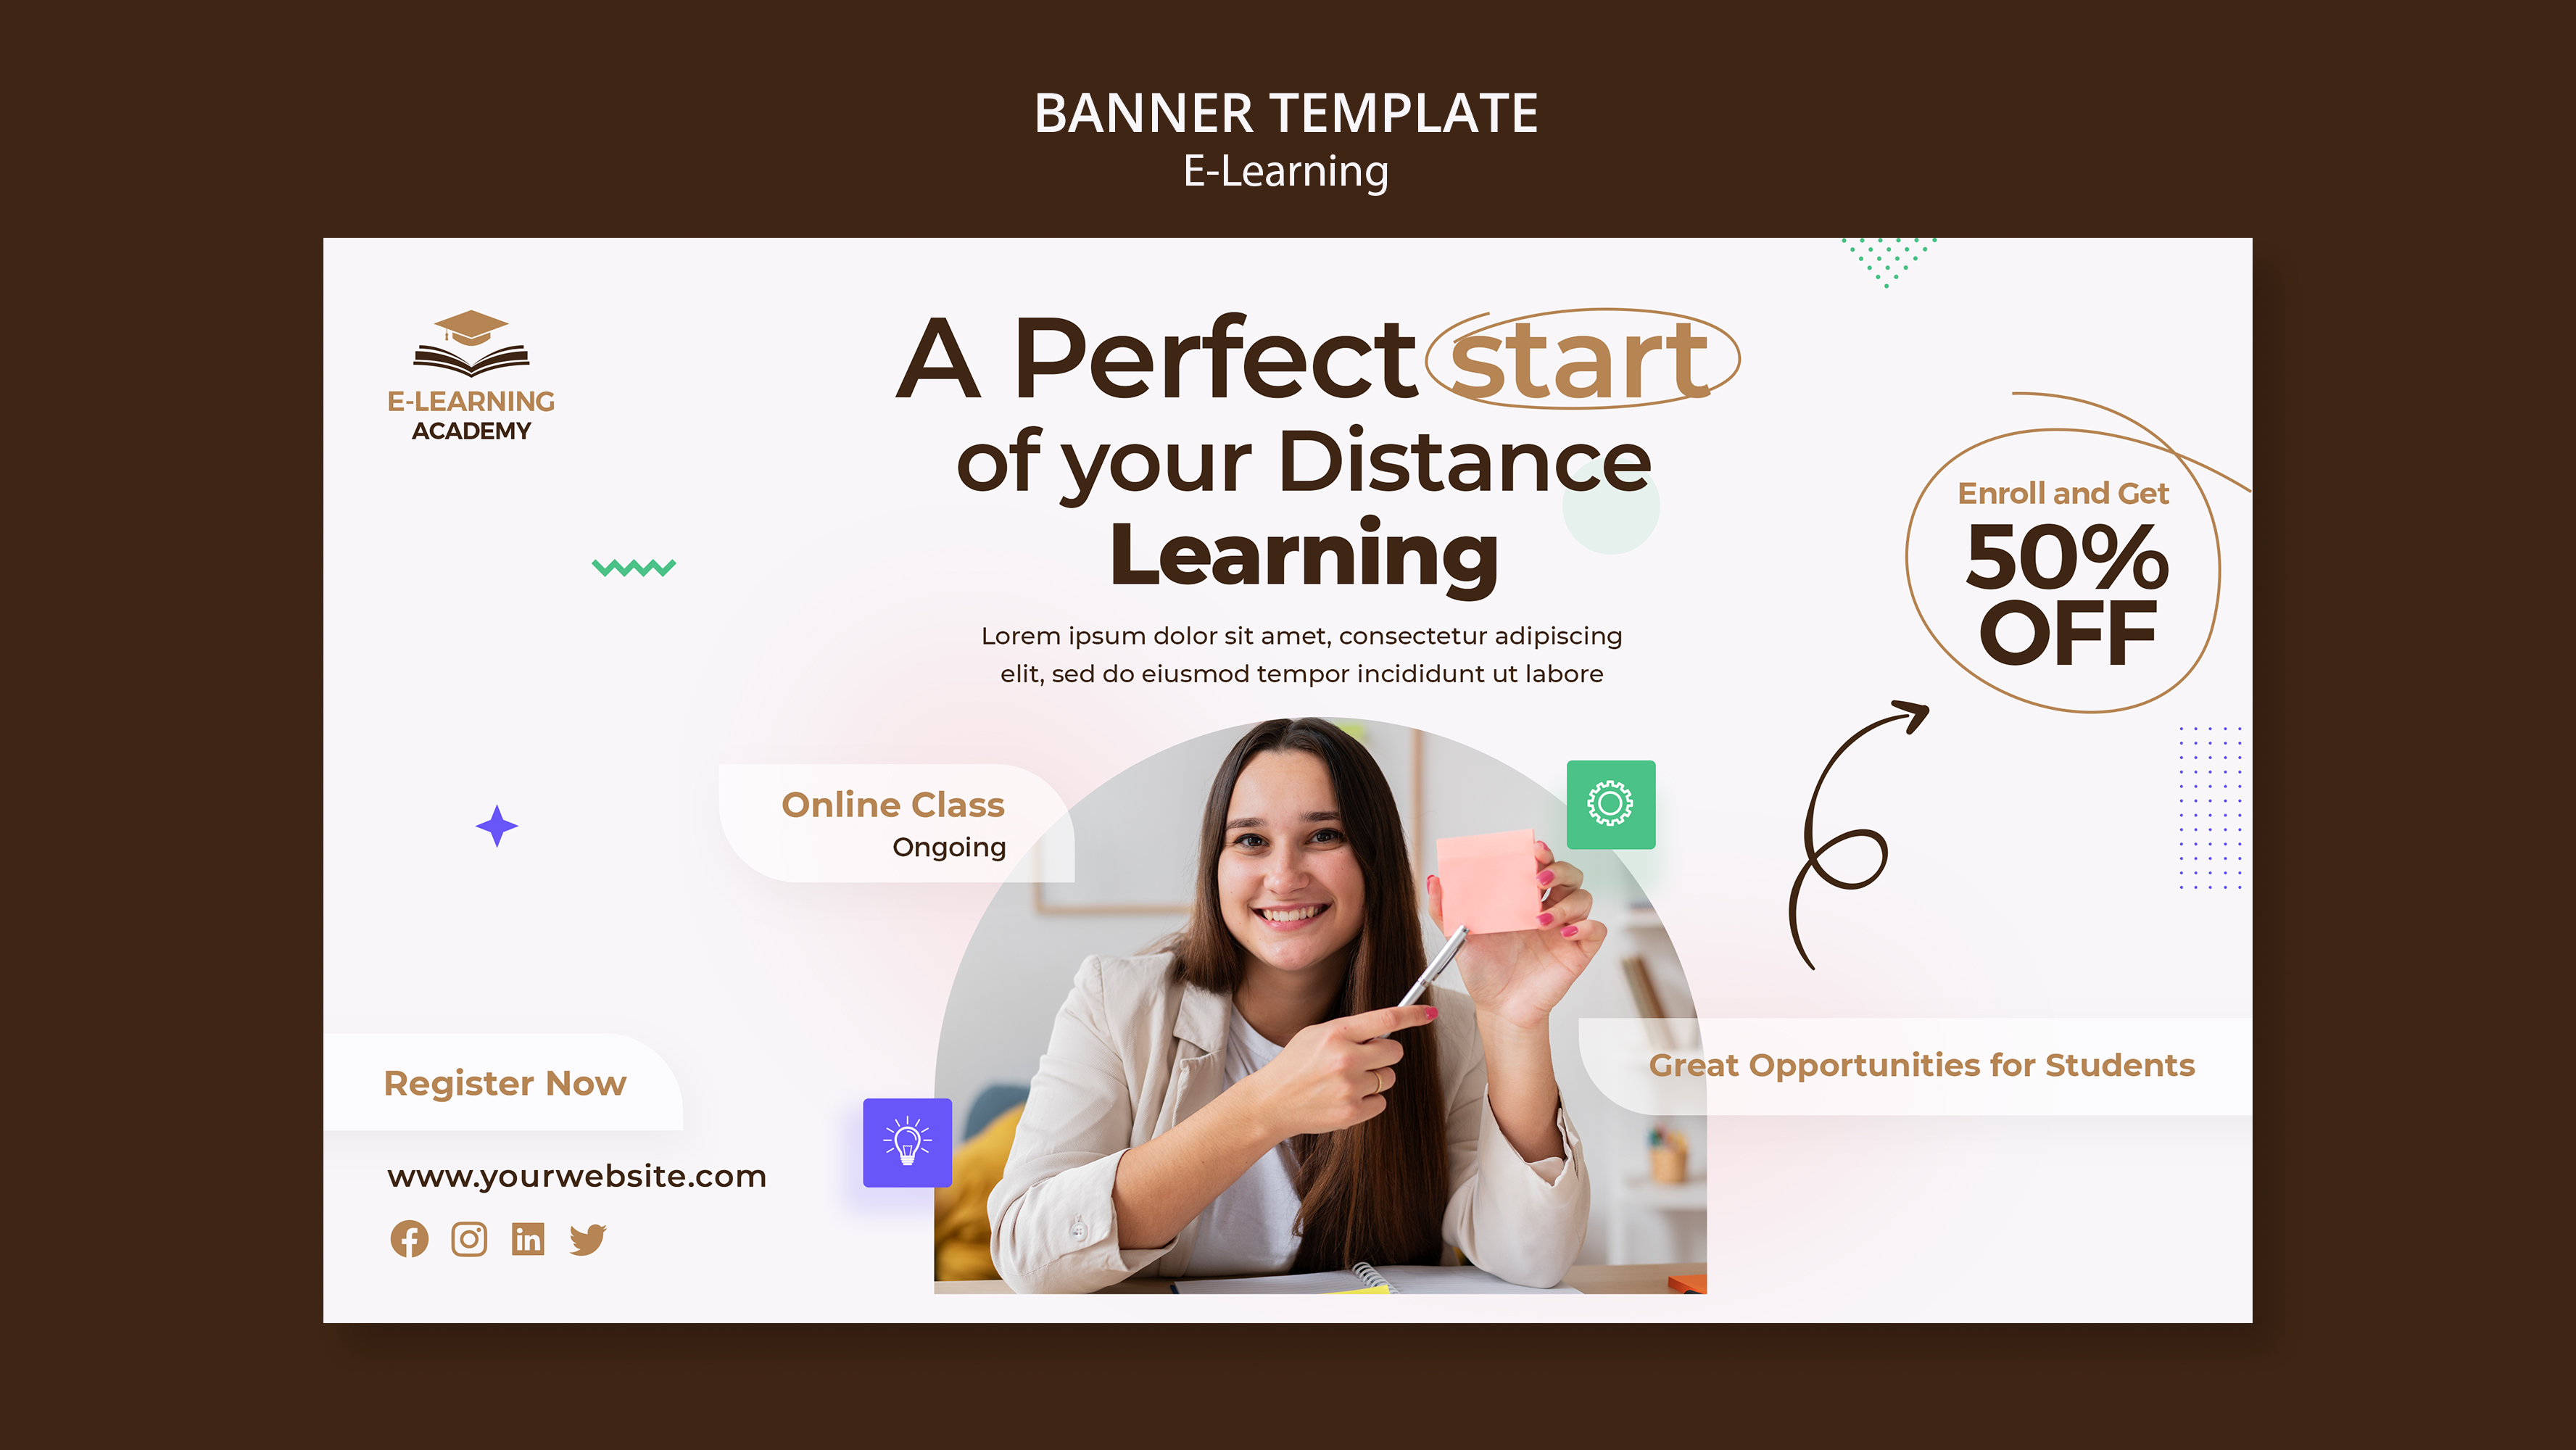 BANNER TEMPLATE
E-Learning
E-LEARNING
ACADEMY
A Perfect start
of your Distance
Learning
Lorem ipsum dolor sit amet, consectetur adipiscing
elit, sed do eiusmod tempor incididunt ut labore
Enroll and Get
50%
OFF
Online Class
Ongoing
Great Opportunities for Students
Register Now
www.yourwebsite.com